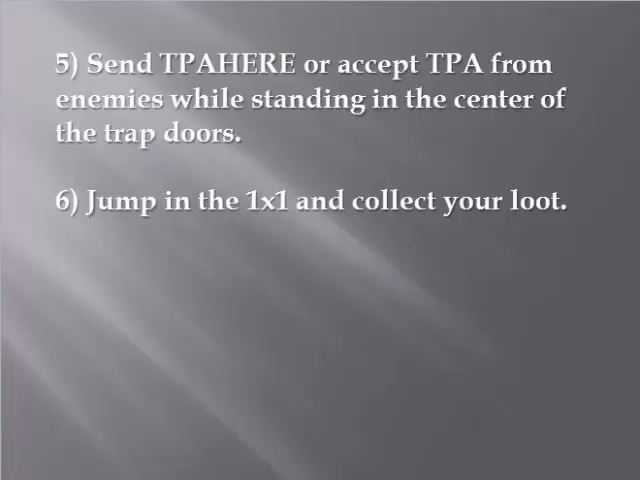 5) Send TPAHERE or accept TPA from
enemies while standing in the center of
the trap doors.
6) Jump in the 1x1 and collect your loot.